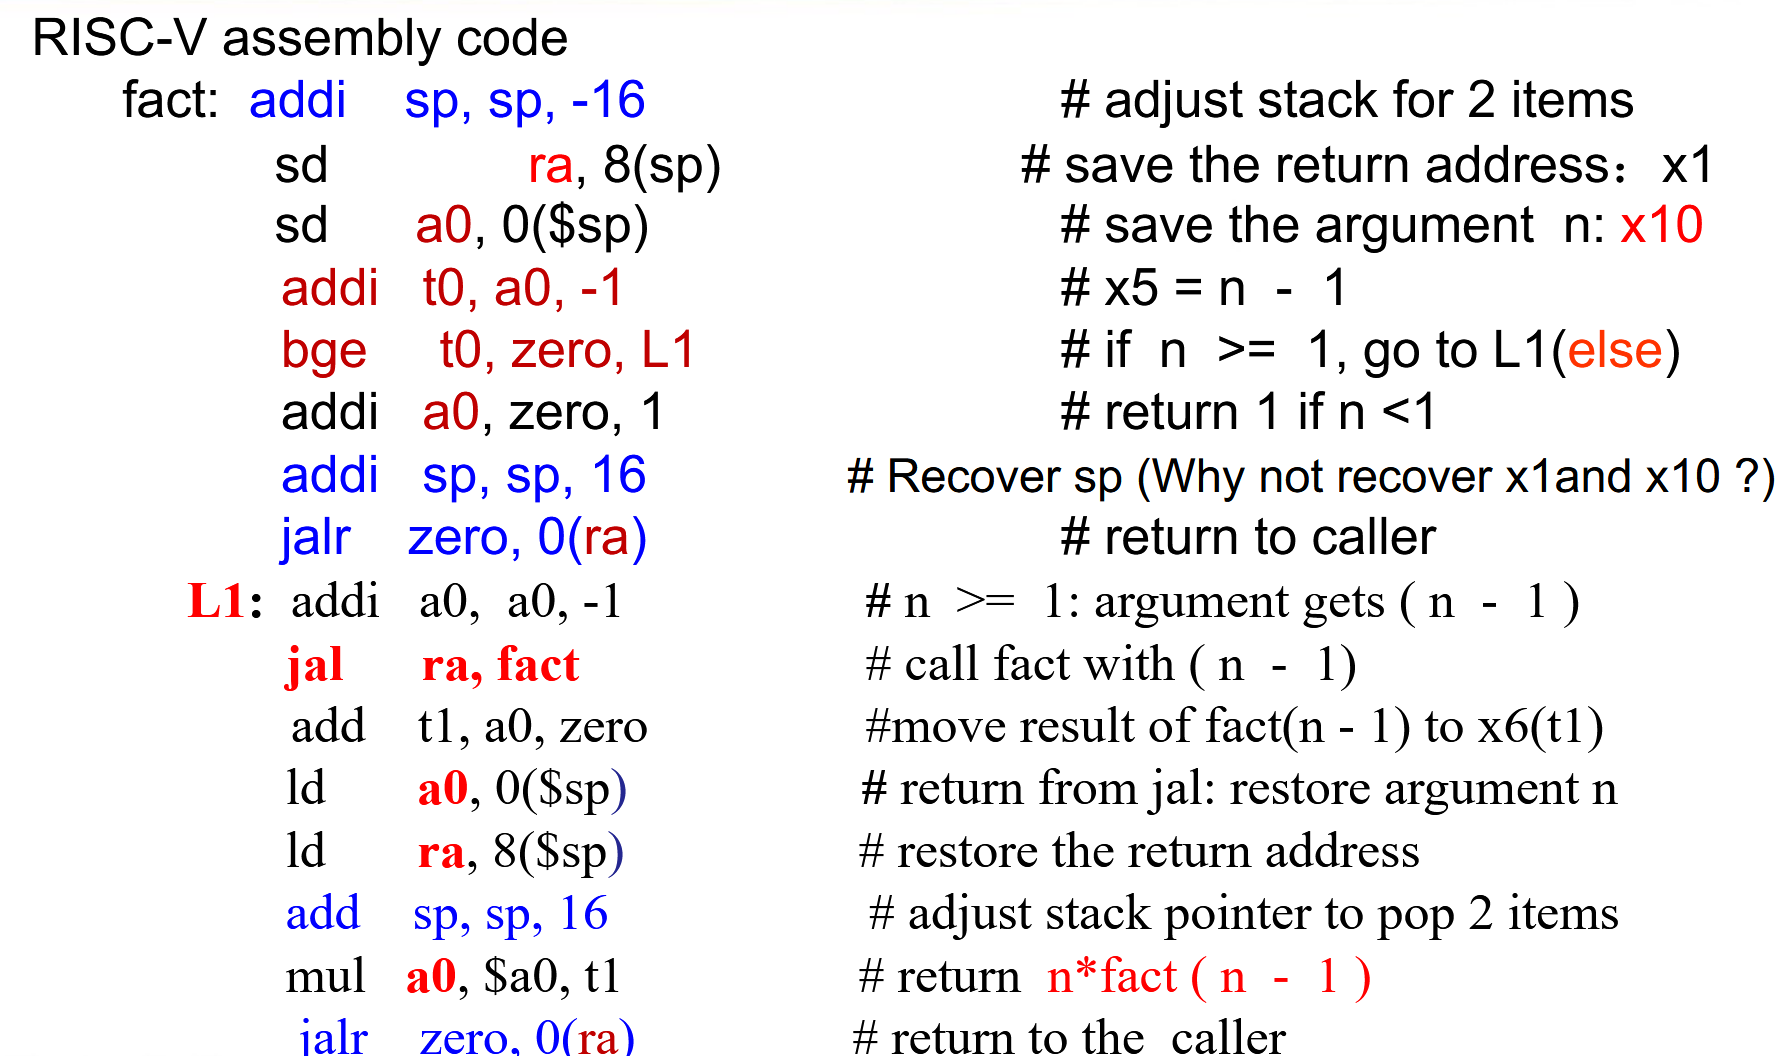 RISC-V assembly code
fact: addi sp, sp, -16 # adjust stack for 2 items
sd ra, 8(sp) # save the return address：x1
sd a0, 0($sp) # save the argument n: x10
addi t0, a0, -1 # x5 = n - 1
bge t0, zero, L1 # if n >= 1, go to L1(else)
addi a0, zero, 1 # return 1 if n <1
addi sp, sp, 16 # Recover sp (Why not recover x1and x10 ?)
jalr zero, 0(ra) # return to caller
L1: addi a0, a0, -1 # n >= 1: argument gets ( n - 1 )
jal ra, fact # call fact with ( n - 1)
add t1, a0, zero #move result of fact(n - 1) to x6(t1)
ld a0, 0($sp) # return from jal: restore argument n
ld ra, 8($sp) # restore the return address
add sp, sp, 16 # adjust stack pointer to pop 2 items
mul a0, $a0, t1 # return n*fact ( n - 1 )
jalr zero, 0(ra) # return to the caller